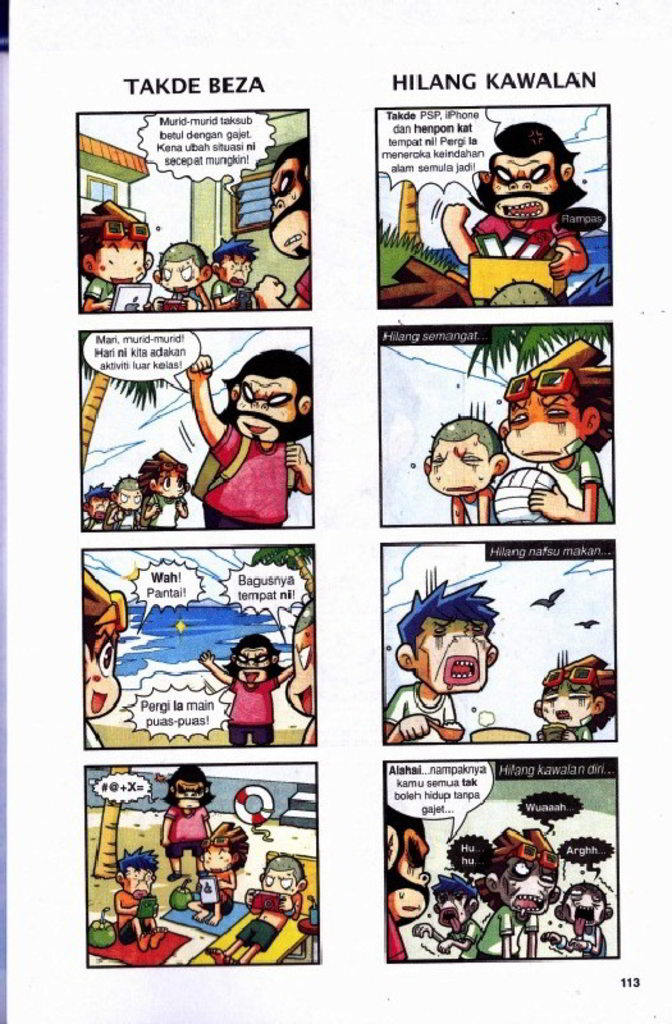 TAKDE BEZA
Murid-murid taksub
betul dengan gajet.
Kena ubah situasi ni
secepat mungkin!
Mari, murid-murid!
Hari ni kita adakan
aktiviti luar kelas!
Wah!
Pantai!
Bagusnya
tempat ni!
Pergi la main
puas-puas!
#@+X=
HILANG KAWALAN
Takde PSP, iPhone
dan henpon kat
tempat ni! Pergi la
meneroka keindahan
alam semula jadi!
Rampas
Hilang semangat...
Hilang nafsu makan...
Alahai...nampaknya
kamu semua tak
boleh hidup tanpa
gajet...
Hilang kawalan diri...
Wuaaah...
Hu...
hu...
Arghh...
113